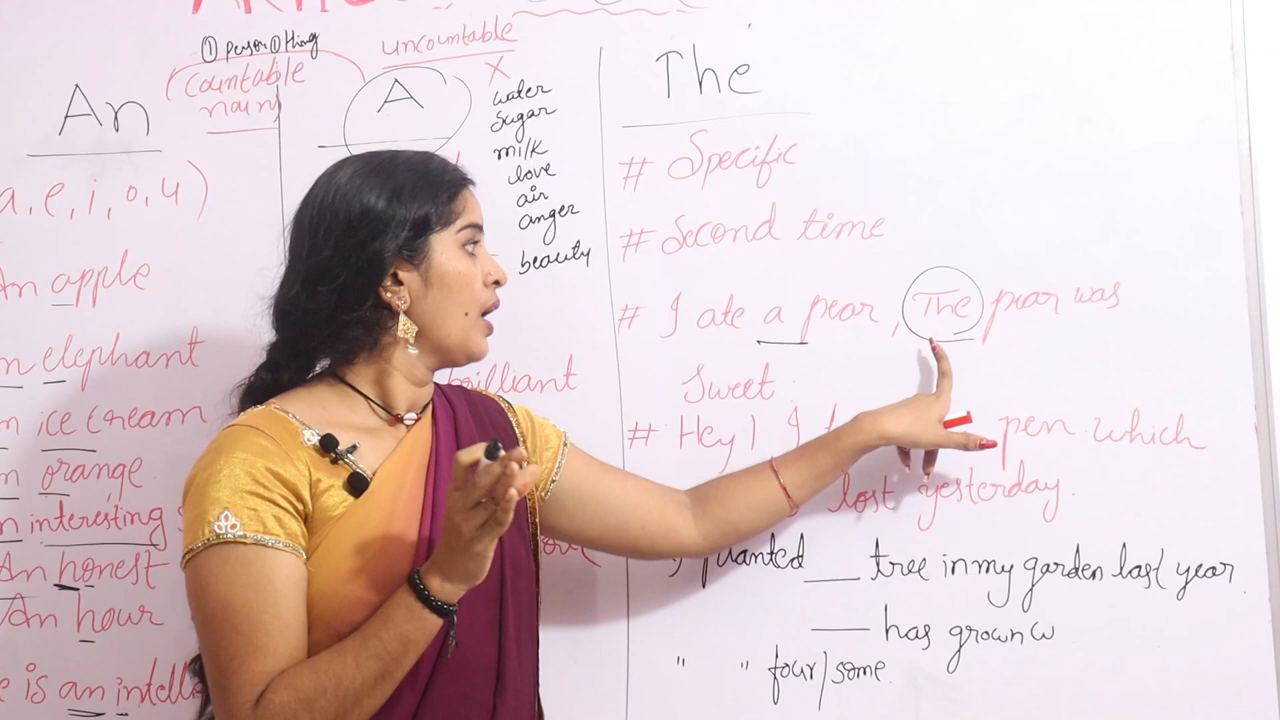 ① person ① thing
uncountable
(Countable
noun)
X
An
A
The
water
sugar
milk
love
air
anger
beauty
a, e, i, o, u)
# Specific
# Second time
An apple
# I ate a pear, The pear was
Sweet.
n elephant
brilliant
n ice cream
# Hey! I pen which
n orange
lost yesterday.
n interesting
An honest
planted ___ tree in my garden last year.
An hour
___ has grown w
" " four/some.
e is an intelle